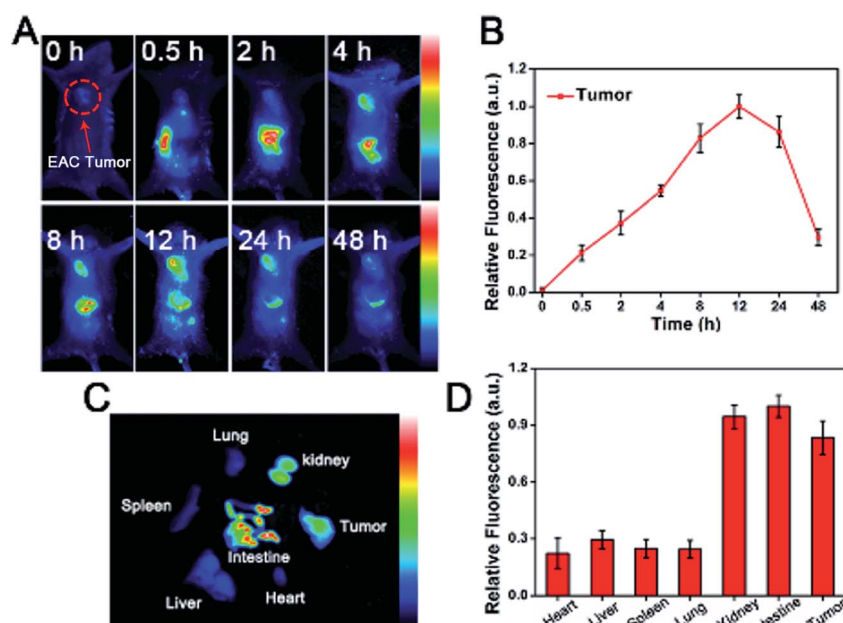 A
0 h
0.5 h
2 h
4 h
EAC Tumor
8 h
12 h
24 h
48 h
B
Relative Fluorescence (a.u.)
1.2
1.0
0.8
0.6
0.4
0.2
0.0
Tumor
0 0.5 2 4 8 12 24 48
Time (h)
C
Lung
kidney
Spleen
Tumor
Intestine
Liver
Heart
D
Relative Fluorescence (a.u.)
1.2
0.9
0.6
0.3
0.0
Heart Liver Spleen Lung Kidney testine Tumor